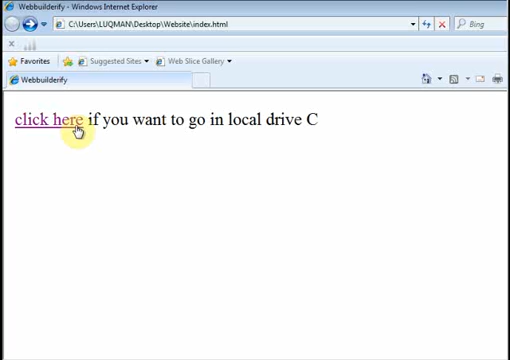 Webbuilderify - Windows Internet Explorer
C:\Users\LUQMAN\Desktop\Website\index.html
Bing
Favorites Suggested Sites Web Slice Gallery
Webbuilderify
click here if you want to go in local drive C